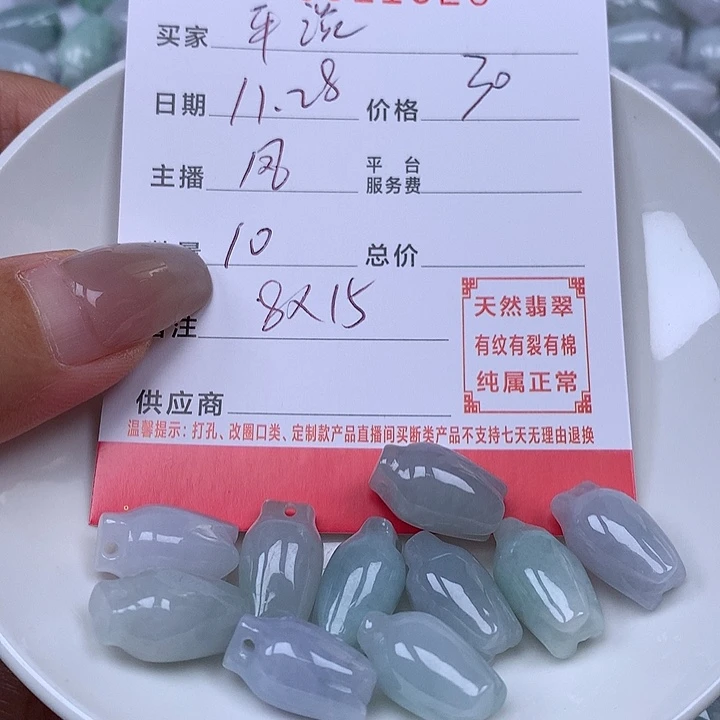 买家
日期 11.28 价格 30
主播 风 平台服务费
10 总价
8X15
供应商
天然翡翠
有纹有裂有棉
纯属正常
温馨提示：打孔、改圈口类、定制款产品直播间买断类产品不支持七天无理由退换